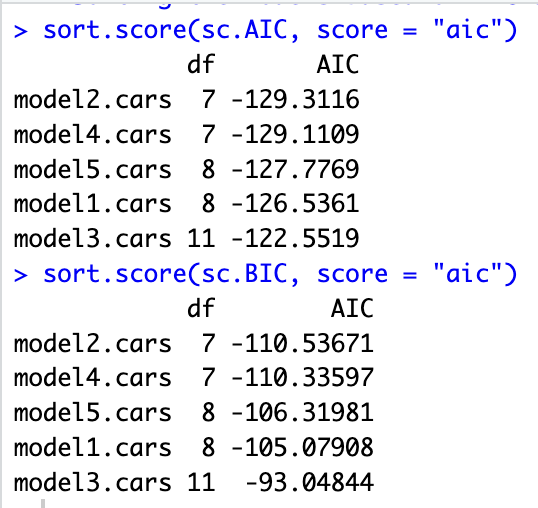 > sort.score(sc.AIC, score = "aic")
df AIC
model2.cars 7 -129.3116
model4.cars 7 -129.1109
model5.cars 8 -127.7769
model1.cars 8 -126.5361
model3.cars 11 -122.5519
> sort.score(sc.BIC, score = "aic")
df AIC
model2.cars 7 -110.53671
model4.cars 7 -110.33597
model5.cars 8 -106.31981
model1.cars 8 -105.07908
model3.cars 11 -93.04844